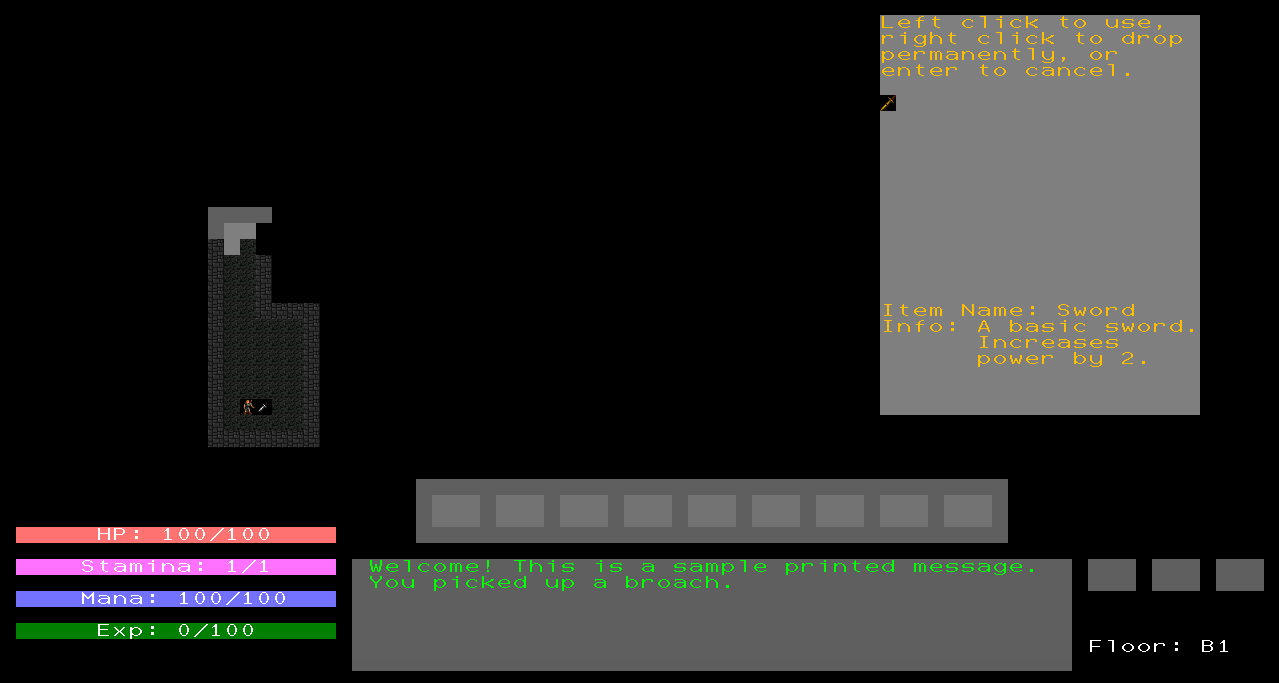 Left click to use,
right click to drop
permanently, or
enter to cancel.
Item Name: Sword
Info: A basic sword.
Increases
power by 2.
HP: 100/100
Stamina: 1/1
Mana: 100/100
Exp: 0/100
Welcome! This is a sample printed message.
You picked up a broach.
Floor: B1